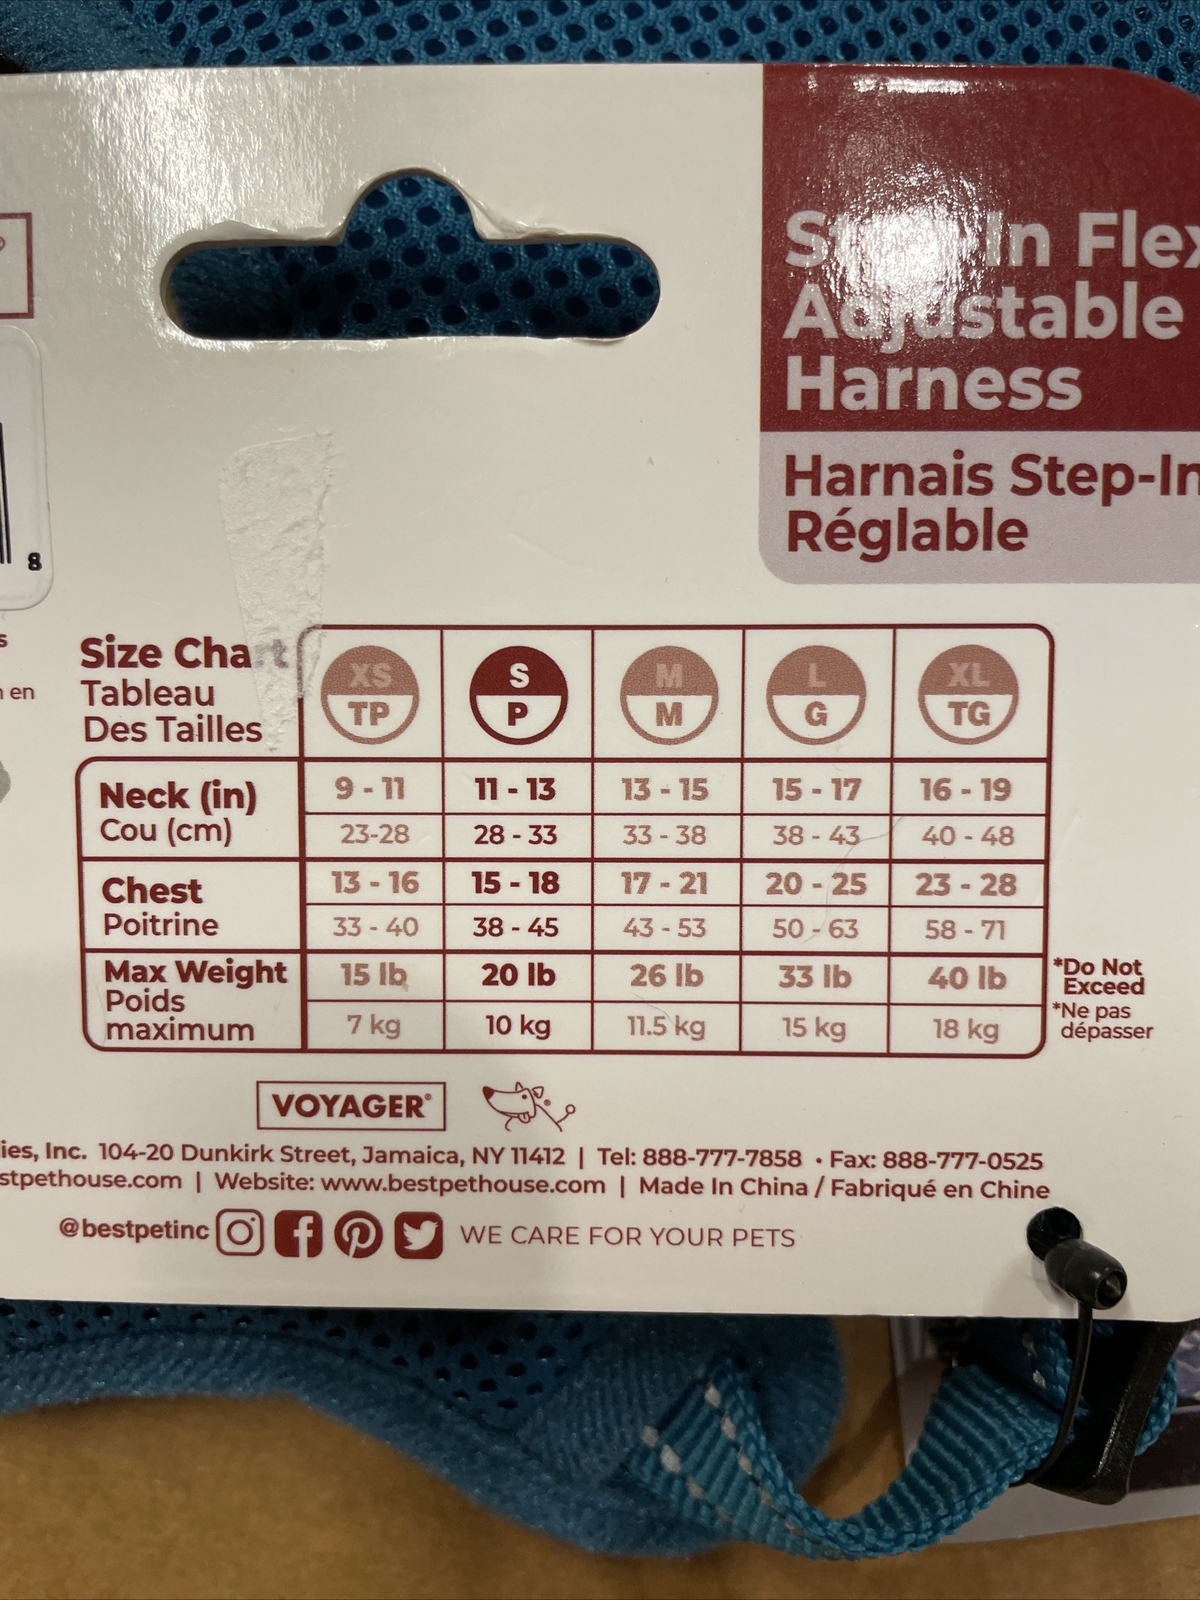 Step-In Flex
Adjustable
Harness
Harnais Step-In
Réglable
8
s
n en
Size Chart
Tableau
Des Tailles
XS S M L XL
TP P M G TG
Neck (in) 9 - 11 11 - 13 13 - 15 15 - 17 16 - 19
Cou (cm) 23-28 28 - 33 33 - 38 38 - 43 40 - 48
Chest 13 - 16 15 - 18 17 - 21 20 - 25 23 - 28
Poitrine 33 - 40 38 - 45 43 - 53 50 - 63 58 - 71
Max Weight 15 lb 20 lb 26 lb 33 lb 40 lb
Poids
maximum 7 kg 10 kg 11.5 kg 15 kg 18 kg
*Do Not
Exceed
*Ne pas
dépasser
VOYAGER®
ies, Inc. 104-20 Dunkirk Street, Jamaica, NY 11412 | Tel: 888-777-7858 • Fax: 888-777-0525
stpethouse.com | Website: www.bestpethouse.com | Made In China / Fabriqué en Chine
@bestpetinc WE CARE FOR YOUR PETS